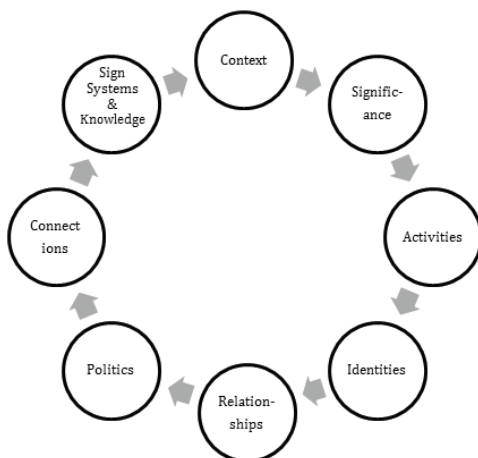 Context
Signific-
ance
Activities
Identities
Relation-
ships
Politics
Connect
ions
Sign
Systems
&
Knowledge